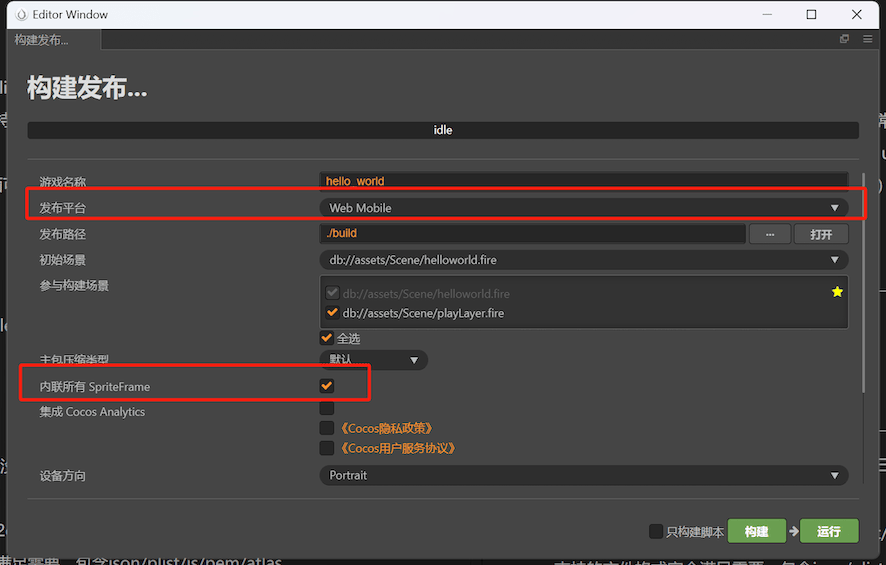 Editor Window
构建发布...
构建发布...
idle
游戏名称 hello_world
发布平台 Web Mobile
发布路径 ./build ... 打开
初始场景 db://assets/Scene/helloworld.fire
参与构建场景
db://assets/Scene/helloworld.fire
db://assets/Scene/playLayer.fire
全选
主包压缩类型 默认
内联所有 SpriteFrame
集成 Cocos Analytics
《Cocos隐私政策》
《Cocos用户服务协议》
设备方向 Portrait
只构建脚本 构建 运行